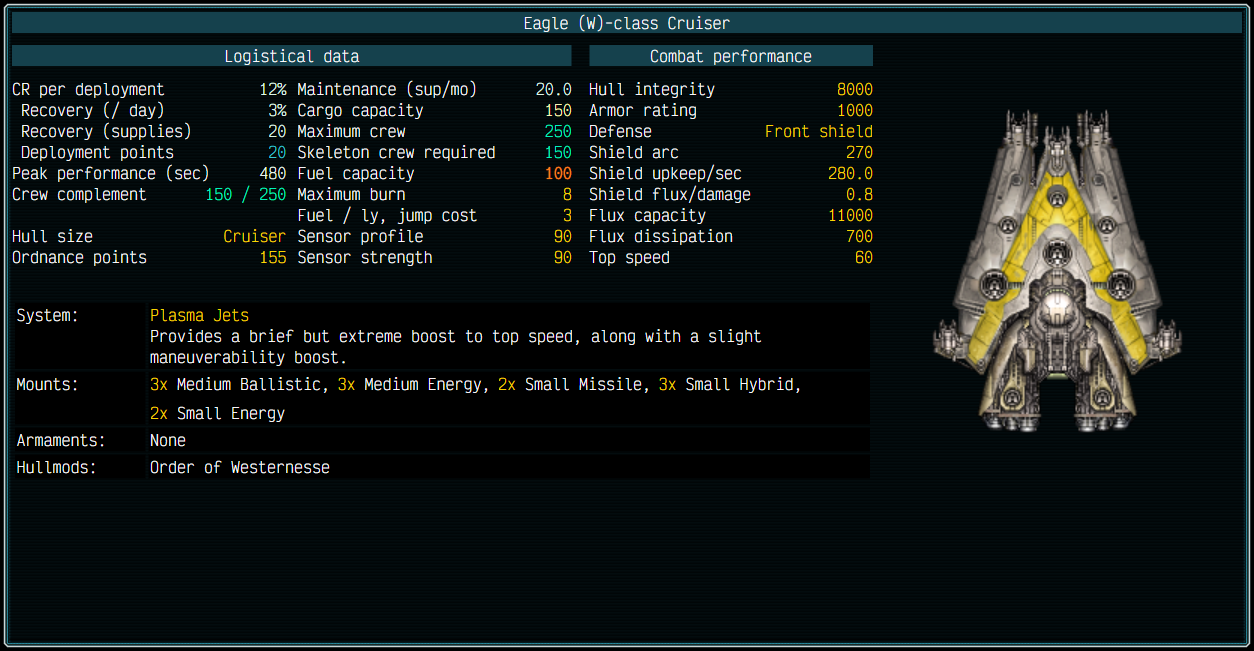 Eagle (W)-class Cruiser
Logistical data
CR per deployment 12% Maintenance (sup/mo) 20.0
Recovery (/ day) 3% Cargo capacity 150
Recovery (supplies) 20 Maximum crew 250
Deployment points 20 Skeleton crew required 150
Peak performance (sec) 480 Fuel capacity 100
Crew complement 150 / 250 Maximum burn 8
Fuel / ly, jump cost 3
Hull size Cruiser Sensor profile 90
Ordnance points 155 Sensor strength 90
Combat performance
Hull integrity 8000
Armor rating 1000
Defense Front shield
Shield arc 270
Shield upkeep/sec 280.0
Shield flux/damage 0.8
Flux capacity 11000
Flux dissipation 700
Top speed 60
System: Plasma Jets
Provides a brief but extreme boost to top speed, along with a slight
maneuverability boost.
Mounts: 3x Medium Ballistic, 3x Medium Energy, 2x Small Missile, 3x Small Hybrid,
2x Small Energy
Armaments: None
Hullmods: Order of Westernesse